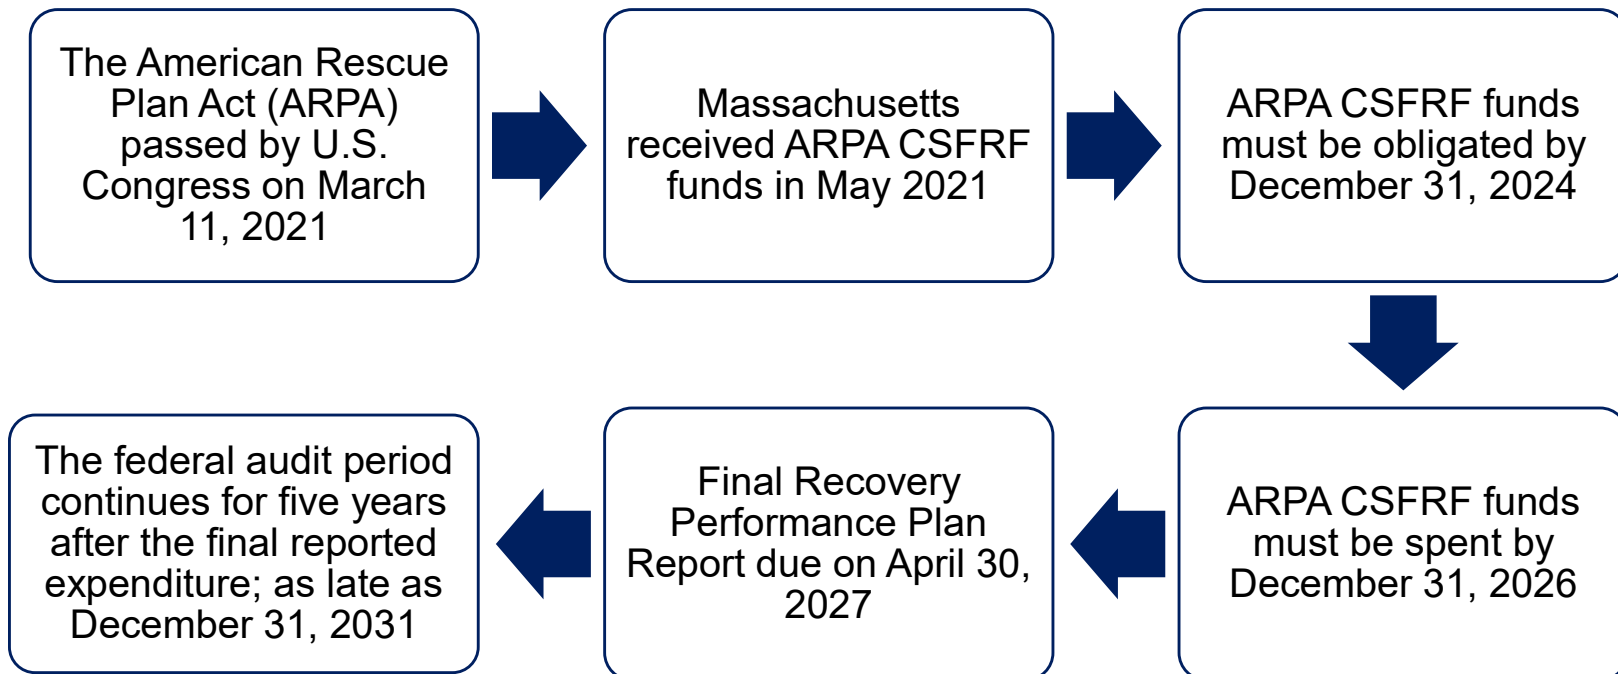 The American Rescue
Plan Act (ARPA)
passed by U.S.
Congress on March
11, 2021
Massachusetts
received ARPA CSFRF
funds in May 2021
ARPA CSFRF funds
must be obligated by
December 31, 2024
ARPA CSFRF funds
must be spent by
December 31, 2026
Final Recovery
Performance Plan
Report due on April 30,
2027
The federal audit period
continues for five years
after the final reported
expenditure; as late as
December 31, 2031